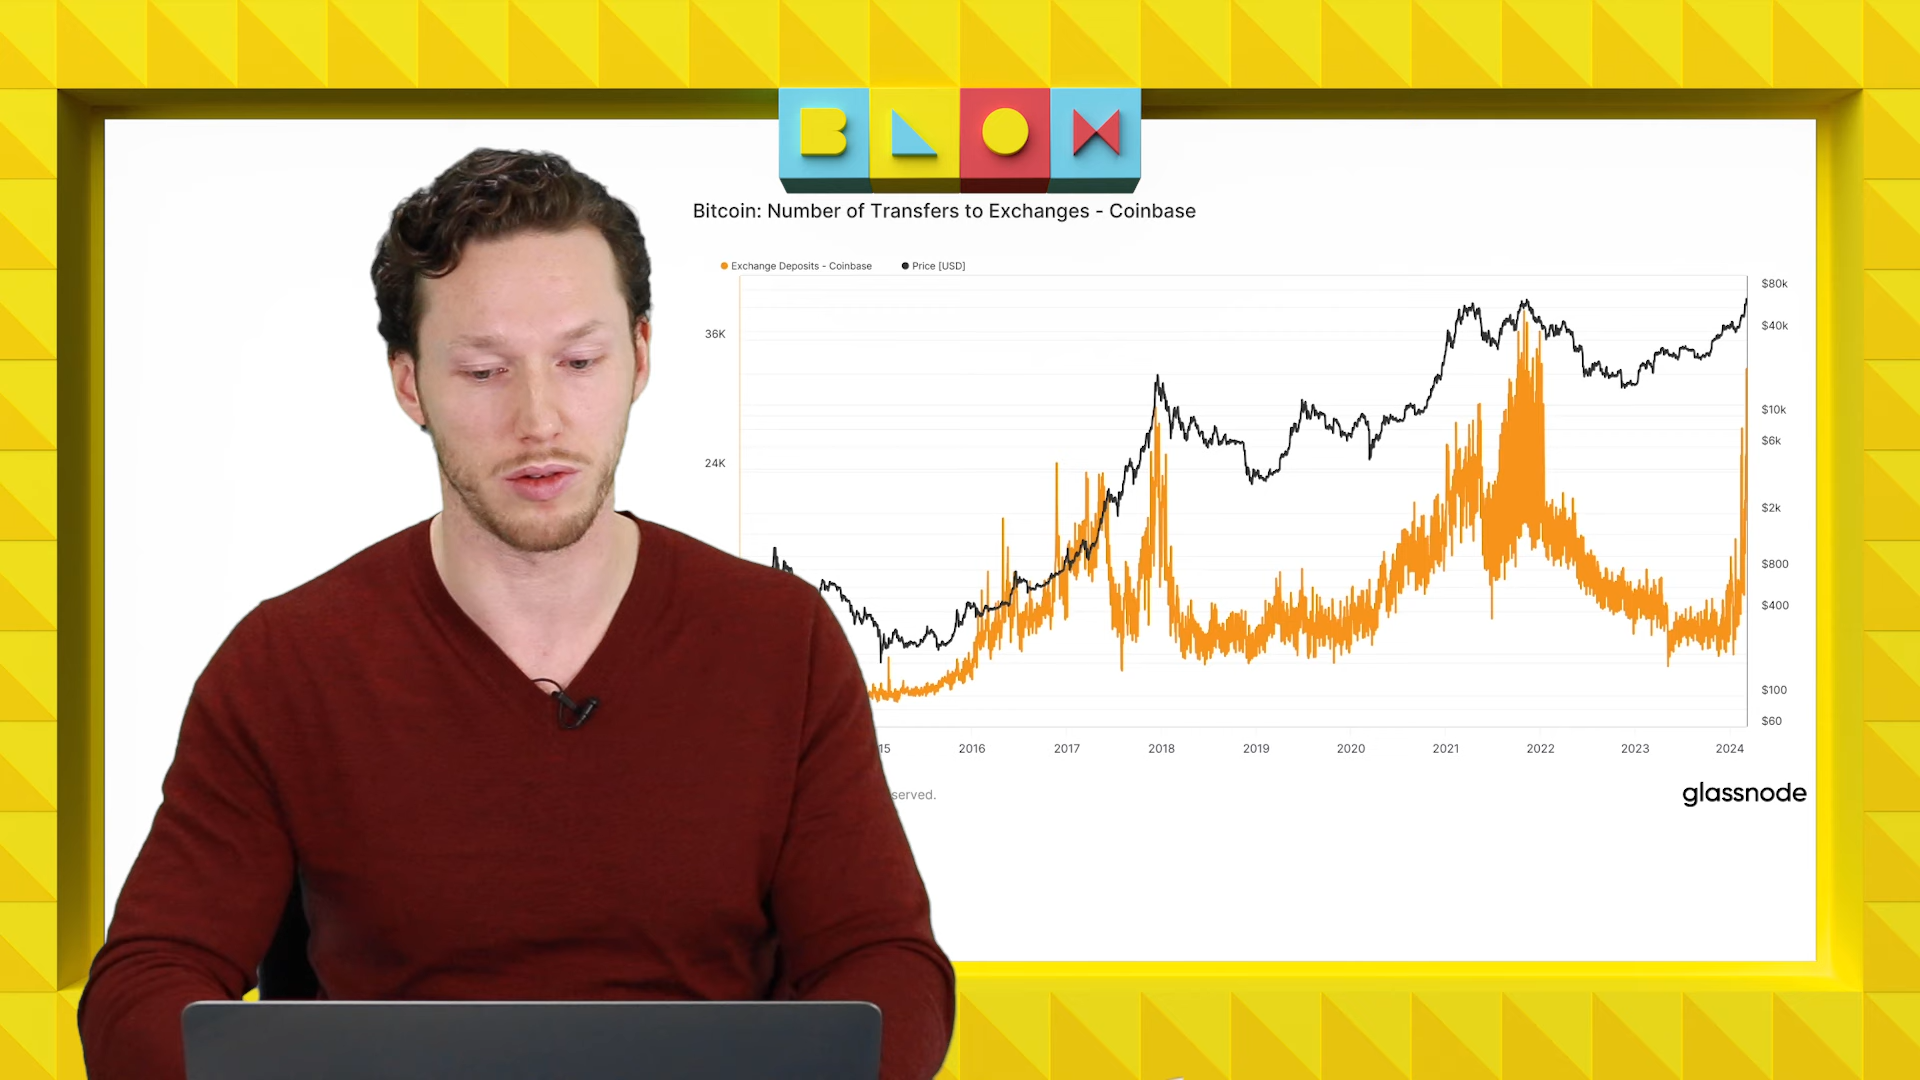 BLOX
Bitcoin: Number of Transfers to Exchanges - Coinbase
Exchange Deposits - Coinbase
Price [USD]
$80k
36K
$40k
$10k
$6k
24K
$2k
$800
$400
$100
$60
15
2016
2017
2018
2019
2020
2021
2022
2023
2024
served.
glassnode